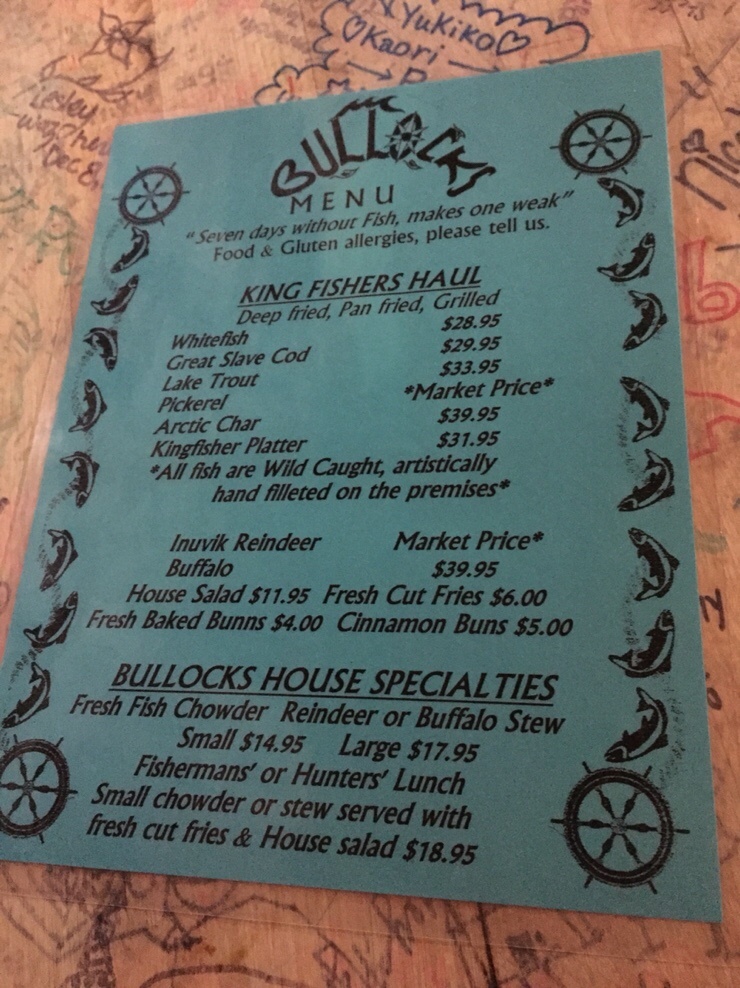 Yukiko♡
♡Kaori
Lesley
Dec 8
BULLOCKS
MENU
"Seven days without Fish, makes one weak"
Food & Gluten allergies, please tell us.
KING FISHERS HAUL
Deep fried, Pan fried, Grilled
Whitefish $28.95
Great Slave Cod $29.95
Lake Trout $33.95
Pickerel *Market Price*
Arctic Char $39.95
Kingfisher Platter $31.95
*All fish are Wild Caught, artistically
hand filleted on the premises*
Inuvik Reindeer Market Price*
Buffalo $39.95
House Salad $11.95 Fresh Cut Fries $6.00
Fresh Baked Bunns $4.00 Cinnamon Buns $5.00
BULLOCKS HOUSE SPECIALTIES
Fresh Fish Chowder Reindeer or Buffalo Stew
Small $14.95 Large $17.95
Fishermans' or Hunters' Lunch
Small chowder or stew served with
fresh cut fries & House salad $18.95